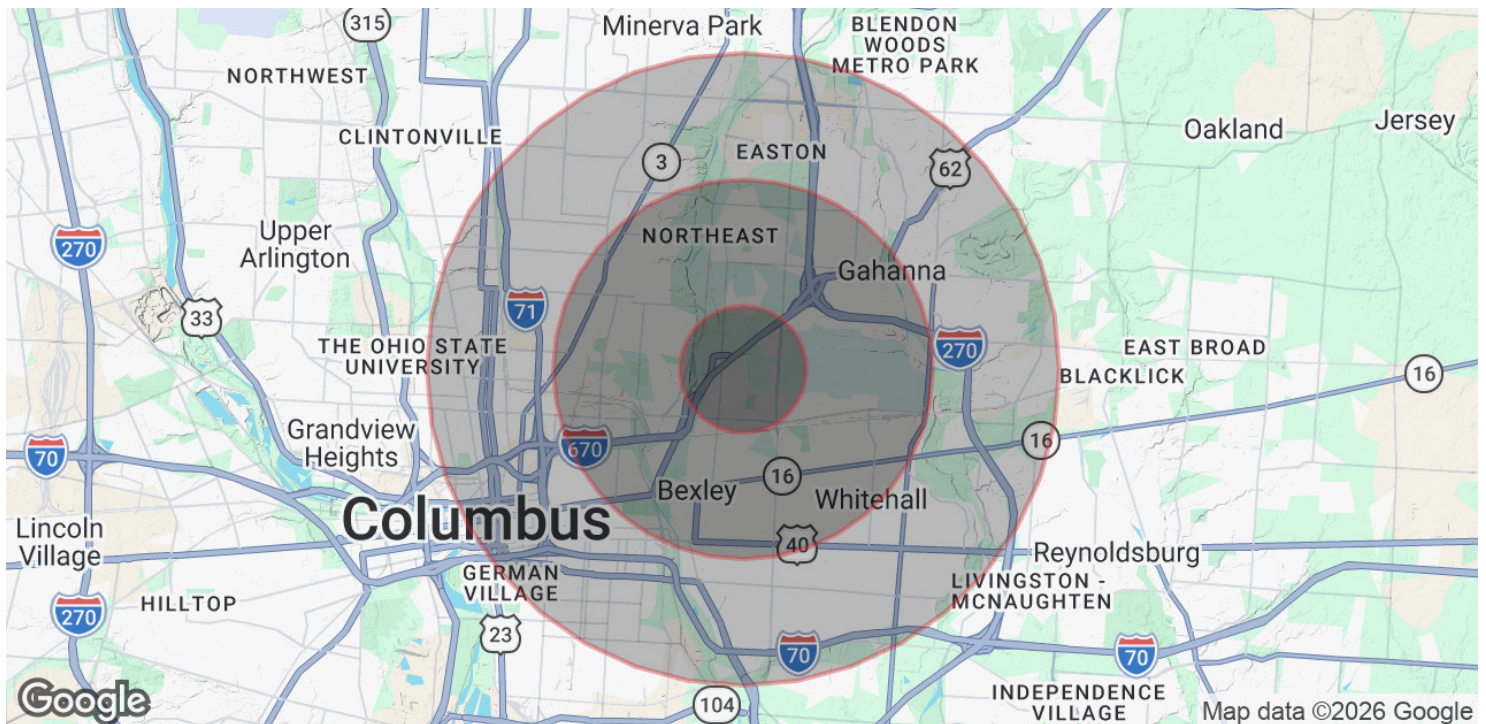 315
Minerva Park
BLENDON
WOODS
METRO PARK
NORTHWEST
CLINTONVILLE
Oakland
Jersey
3
EASTON
62
Upper
Arlington
270
NORTHEAST
Gahanna
33
71
THE OHIO STATE
UNIVERSITY
270
EAST BROAD
BLACKLICK
16
Grandview
Heights
70
670
16
16
Bexley
Whitehall
Columbus
Lincoln
Village
40
Reynoldsburg
GERMAN
VILLAGE
LIVINGSTON -
MCNAUGHTEN
HILLTOP
270
23
70
70
INDEPENDENCE
VILLAGE
104
Google
Map data ©2026 Google